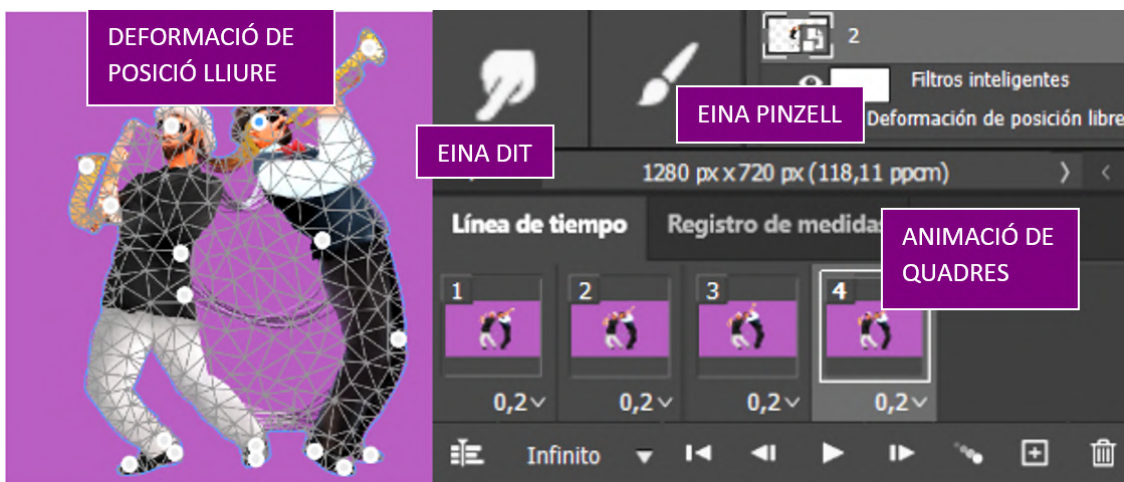 DEFORMACIÓ DE
POSICIÓ LLIURE
2
Filtros inteligentes
EINA PINZELL
Deformación de posición libre
EINA DIT
1280 px x 720 px (118,11 ppcm)
Línea de tiempo
Registro de medidas
ANIMACIÓ DE
QUADRES
1
2
3
4
0,2
0,2
0,2
0,2
Infinito